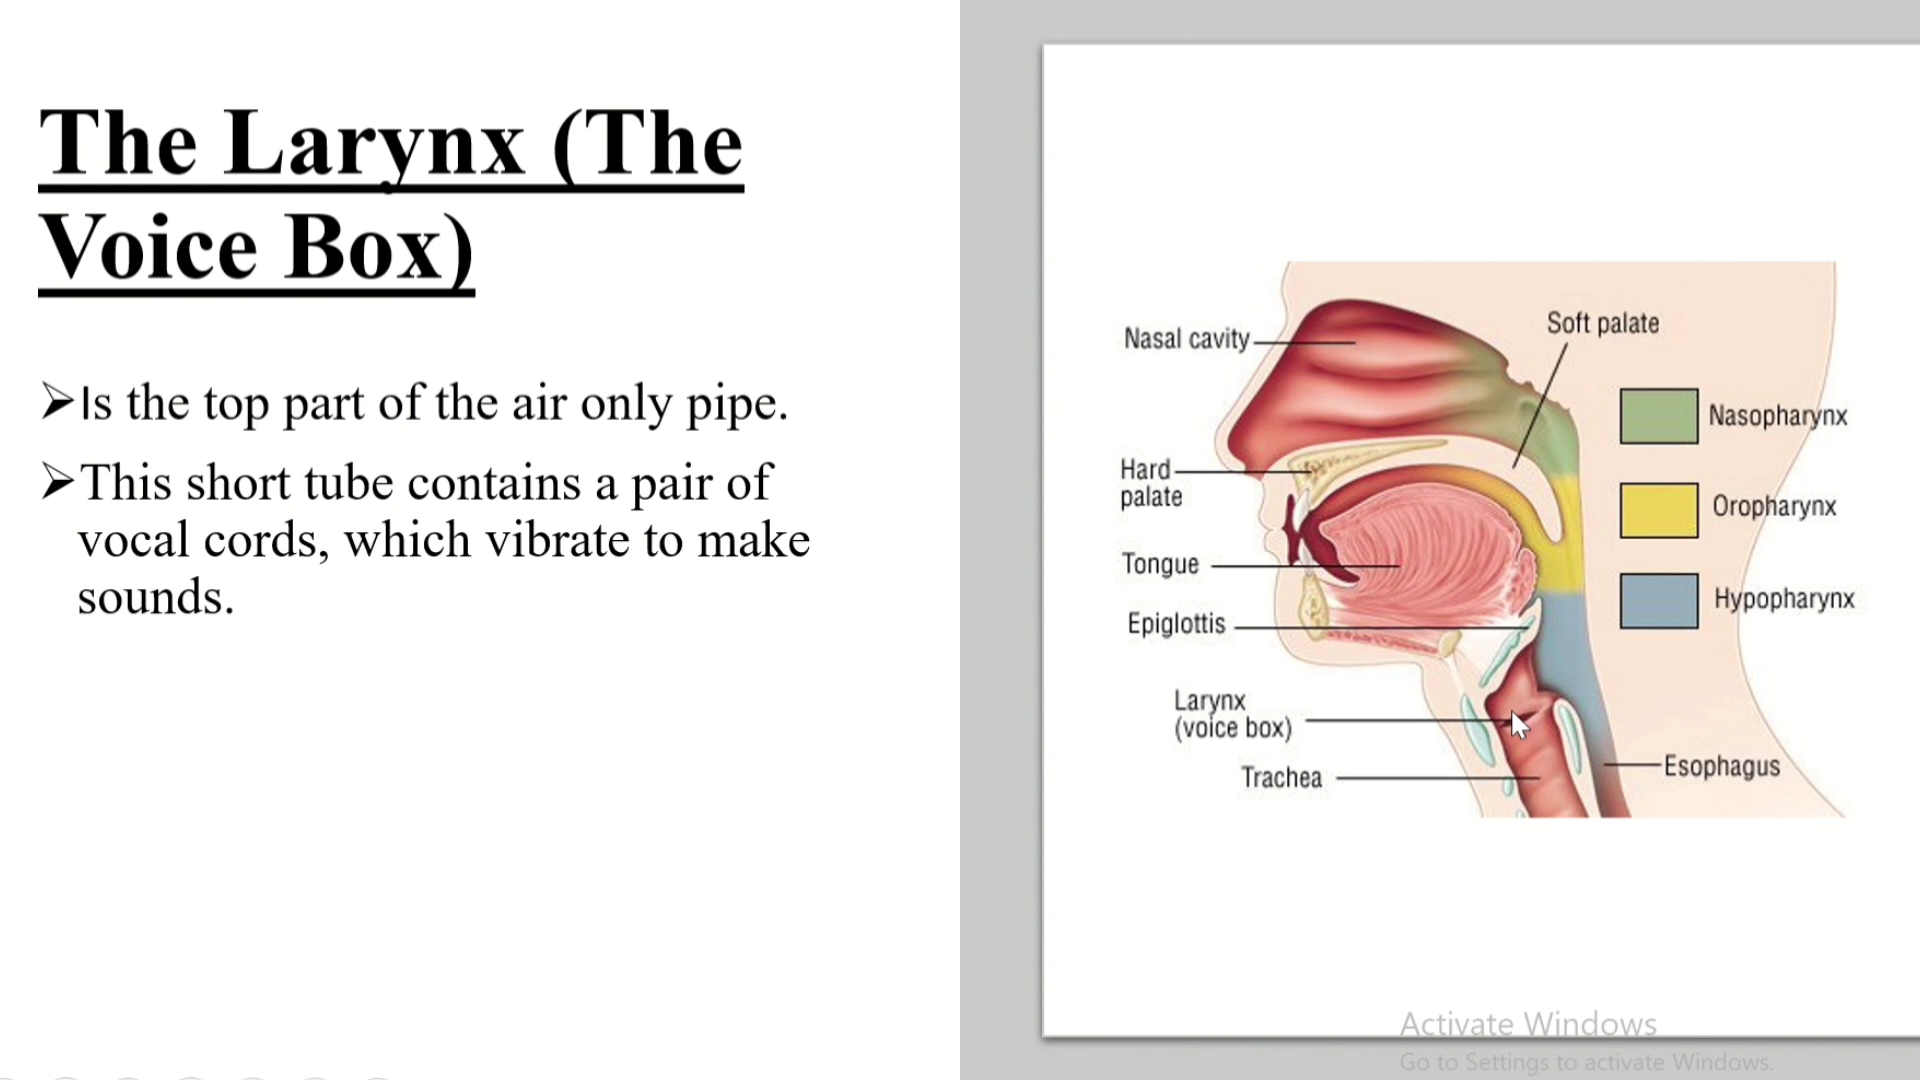 The Larynx (The
Voice Box)
➢Is the top part of the air only pipe.
➢This short tube contains a pair of
vocal cords, which vibrate to make
sounds.
Nasal cavity
Soft palate
Nasopharynx
Hard
palate
Oropharynx
Tongue
Hypopharynx
Epiglottis
Larynx
(voice box)
Esophagus
Trachea
Activate Windows
Go to Settings to activate Windows.